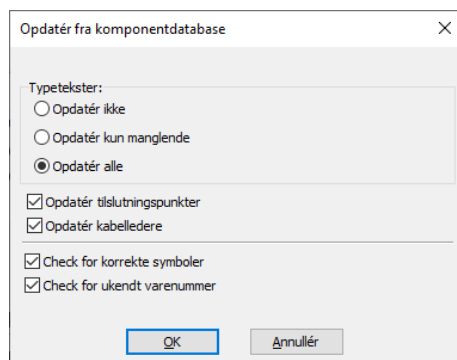 Opdatér fra komponentdatabase
Typetekster:
Opdatér ikke
Opdatér kun manglende
Opdatér alle
Opdatér tilslutningspunkter
Opdatér kabelledere
Check for korrekte symboler
Check for ukendt varenummer
OK
Annullér